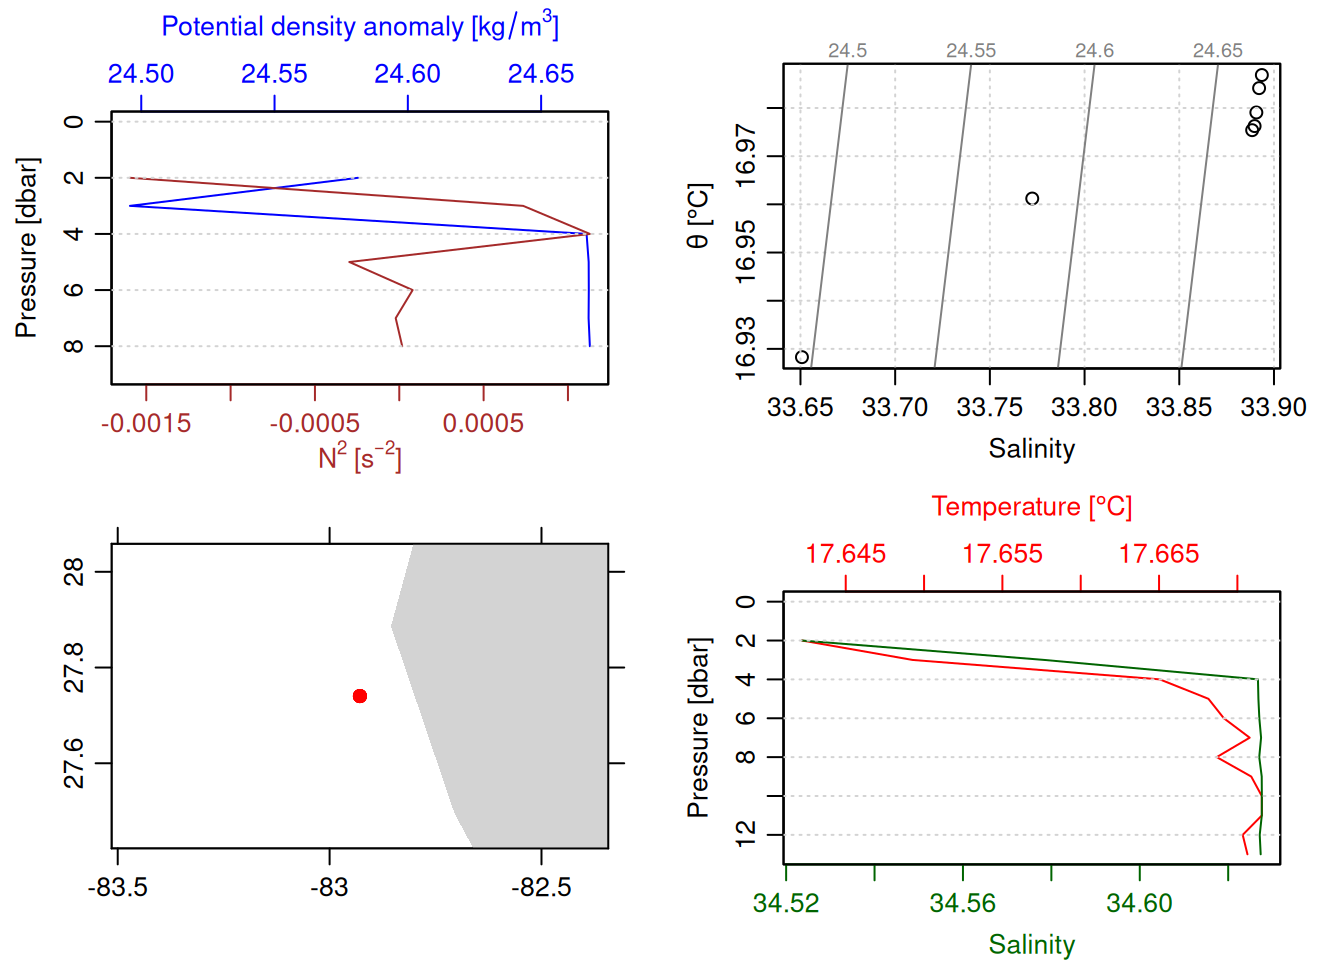 Potential density anomaly [kg/m³]
24.50 24.55 24.60 24.65
Pressure [dbar]
0
2
4
6
8
-0.0015 -0.0005 0.0005
N² [s⁻²]
24.5 24.55 24.6 24.65
θ [°C]
16.97
16.95
16.93
33.65 33.70 33.75 33.80 33.85 33.90
Salinity
28
27.8
27.6
-83.5 -83 -82.5
Temperature [°C]
17.645 17.655 17.665
Pressure [dbar]
0
2
4
6
8
12
34.52 34.56 34.60
Salinity